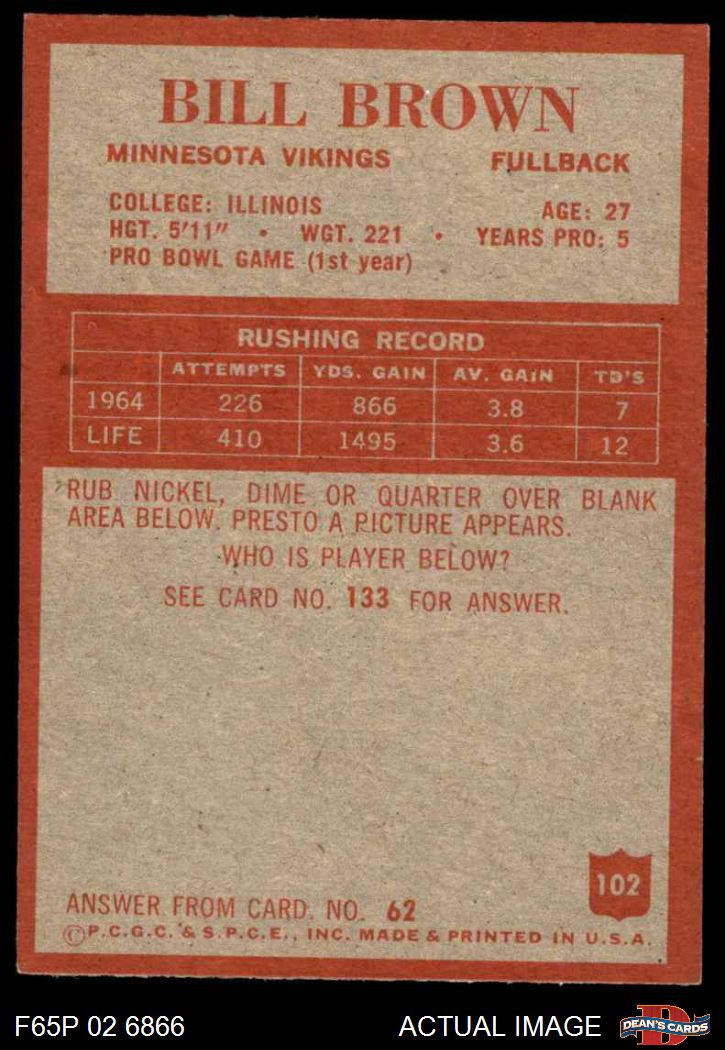 BILL BROWN
MINNESOTA VIKINGS FULLBACK
COLLEGE: ILLINOIS AGE: 27
HGT. 5'11" • WGT. 221 • YEARS PRO: 5
PRO BOWL GAME (1st year)
RUSHING RECORD
ATTEMPTS YDS. GAIN AV. GAIN TD'S
1964 226 866 3.8 7
LIFE 410 1495 3.6 12
RUB NICKEL, DIME OR QUARTER OVER BLANK
AREA BELOW. PRESTO A PICTURE APPEARS.
WHO IS PLAYER BELOW?
SEE CARD NO. 133 FOR ANSWER.
102
ANSWER FROM CARD. NO. 62
©P.C.G.C. & S.P.C.E., INC. MADE & PRINTED IN U.S.A.
F65P 02 6866 ACTUAL IMAGE D DEAN'S CARDS